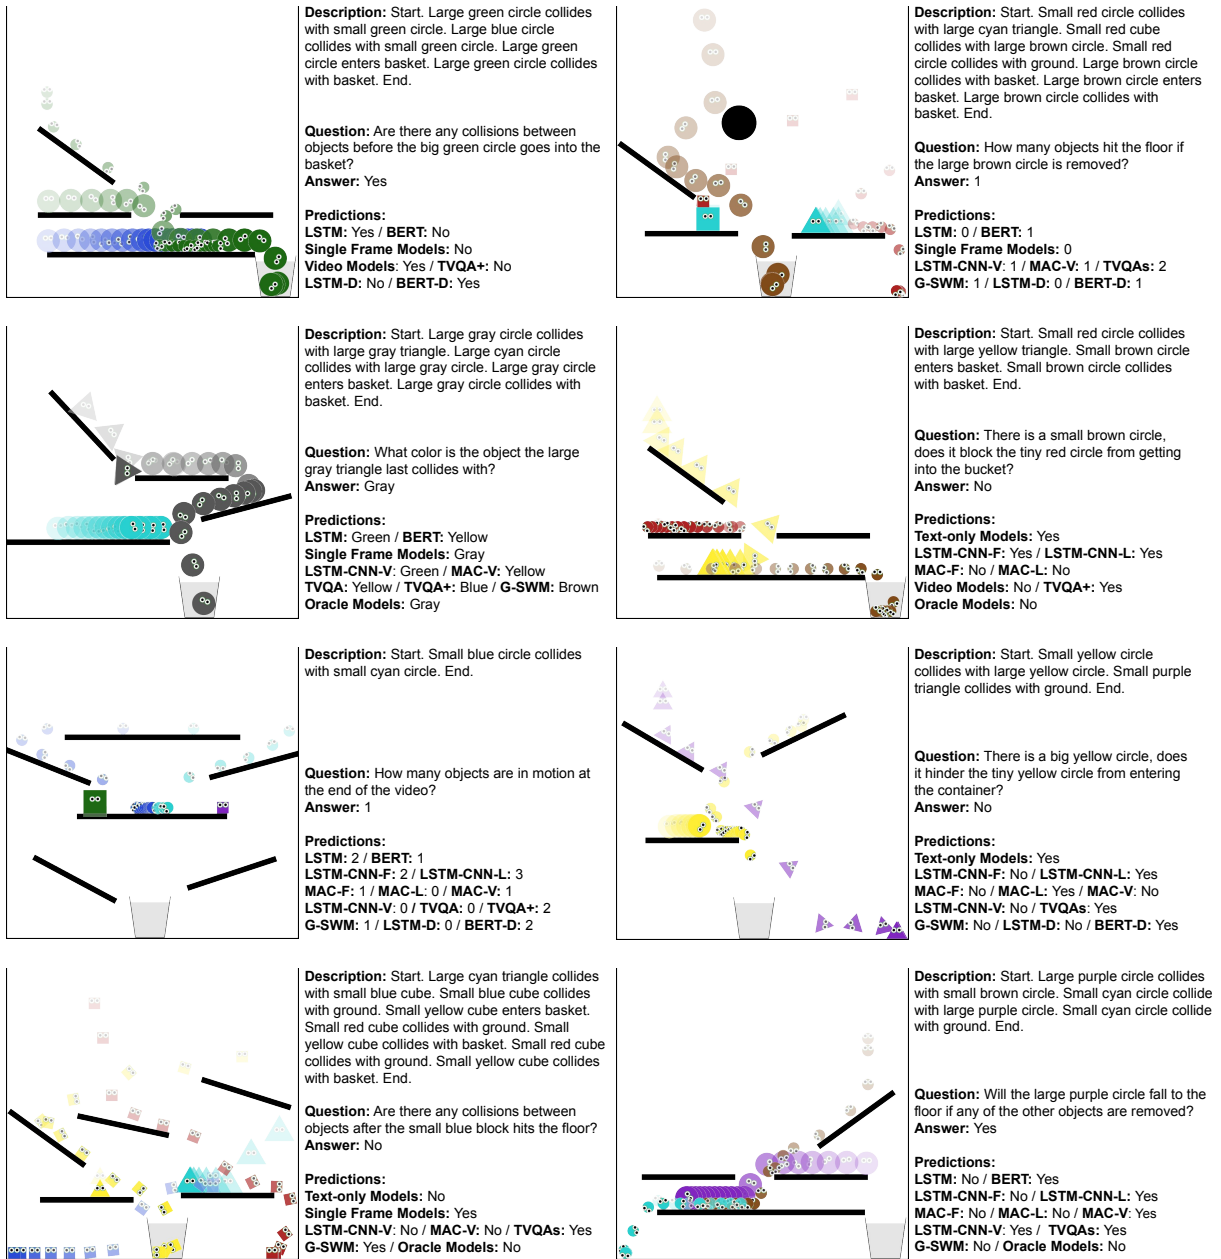 Description: Start. Large green circle collides
with small green circle. Large blue circle
collides with small green circle. Large green
circle enters basket. Large green circle collides
with basket. End.
Question: Are there any collisions between
objects before the big green circle goes into the
basket?
Answer: Yes
Predictions:
LSTM: Yes / BERT: No
Single Frame Models: No
Video Models: Yes / TVQA+: No
LSTM-D: No / BERT-D: Yes
Description: Start. Small red circle collides
with large cyan triangle. Small red cube
collides with large brown circle. Small red
circle collides with ground. Large brown circle
collides with basket. Large brown circle enters
basket. Large brown circle collides with
basket. End.
Question: How many objects hit the floor if
the large brown circle is removed?
Answer: 1
Predictions:
LSTM: 0 / BERT: 1
Single Frame Models: 0
LSTM-CNN-V: 1 / MAC-V: 1 / TVQAs: 2
G-SWM: 1 / LSTM-D: 0 / BERT-D: 1
Description: Start. Large gray circle collides
with large gray triangle. Large cyan circle
collides with large gray circle. Large gray circle
enters basket. Large gray circle collides with
basket. End.
Question: What color is the object the large
gray triangle last collides with?
Answer: Gray
Predictions:
LSTM: Green / BERT: Yellow
Single Frame Models: Gray
LSTM-CNN-V: Green / MAC-V: Yellow
TVQA: Yellow / TVQA+: Blue / G-SWM: Brown
Oracle Models: Gray
Description: Start. Small red circle collides
with large yellow triangle. Small brown circle
enters basket. Small brown circle collides
with basket. End.
Question: There is a small brown circle,
does it block the tiny red circle from getting
into the bucket?
Answer: No
Predictions:
Text-only Models: Yes
LSTM-CNN-F: Yes / LSTM-CNN-L: Yes
MAC-F: No / MAC-L: No
Video Models: No / TVQA+: Yes
Oracle Models: No
Description: Start. Small blue circle collides
with small cyan circle. End.
Question: How many objects are in motion at
the end of the video?
Answer: 1
Predictions:
LSTM: 2 / BERT: 1
LSTM-CNN-F: 2 / LSTM-CNN-L: 3
MAC-F: 1 / MAC-L: 0 / MAC-V: 1
LSTM-CNN-V: 0 / TVQA: 0 / TVQA+: 2
G-SWM: 1 / LSTM-D: 0 / BERT-D: 2
Description: Start. Small yellow circle
collides with large yellow circle. Small purple
triangle collides with ground. End.
Question: There is a big yellow circle, does
it hinder the tiny yellow circle from entering
the container?
Answer: No
Predictions:
Text-only Models: Yes
LSTM-CNN-F: No / LSTM-CNN-L: Yes
MAC-F: No / MAC-L: Yes / MAC-V: No
LSTM-CNN-V: No / TVQAs: Yes
G-SWM: No / LSTM-D: No / BERT-D: Yes
Description: Start. Large cyan triangle collides
with small blue cube. Small blue cube collides
with ground. Small yellow cube enters basket.
Small red cube collides with ground. Small
yellow cube collides with basket. Small red cube
collides with ground. Small yellow cube collides
with basket. End.
Question: Are there any collisions between
objects after the small blue block hits the floor?
Answer: No
Predictions:
Text-only Models: No
Single Frame Models: Yes
LSTM-CNN-V: No / MAC-V: No / TVQAs: Yes
G-SWM: Yes / Oracle Models: No
Description: Start. Large purple circle collides
with small brown circle. Small cyan circle collide
with large purple circle. Small cyan circle collide
with ground. End.
Question: Will the large purple circle fall to the
floor if any of the other objects are removed?
Answer: Yes
Predictions:
LSTM: No / BERT: Yes
LSTM-CNN-F: No / LSTM-CNN-L: Yes
MAC-F: No / MAC-L: No / MAC-V: Yes
LSTM-CNN-V: Yes / TVQAs: Yes
G-SWM: No / Oracle Models: No